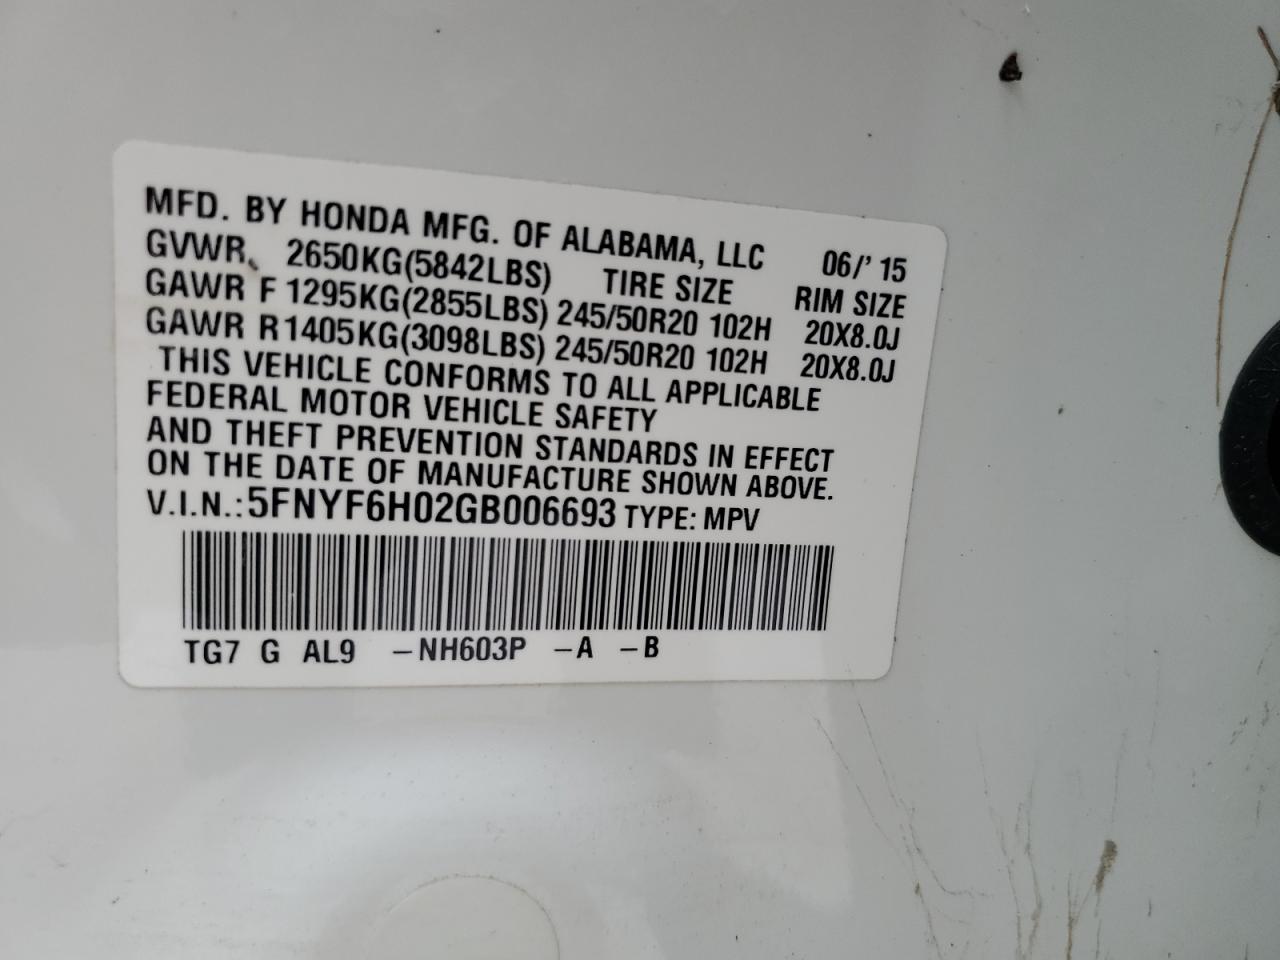 MFD. BY HONDA MFG. OF ALABAMA, LLC 06/' 15
GVWR 2650KG(5842LBS) TIRE SIZE RIM SIZE
GAWR F 1295KG(2855LBS) 245/50R20 102H 20X8.0J
GAWR R1405KG(3098LBS) 245/50R20 102H 20X8.0J
THIS VEHICLE CONFORMS TO ALL APPLICABLE
FEDERAL MOTOR VEHICLE SAFETY
AND THEFT PREVENTION STANDARDS IN EFFECT
ON THE DATE OF MANUFACTURE SHOWN ABOVE.
V.I.N.:5FNYF6H02GB006693 TYPE: MPV
TG7 G AL9 -NH603P -A -B